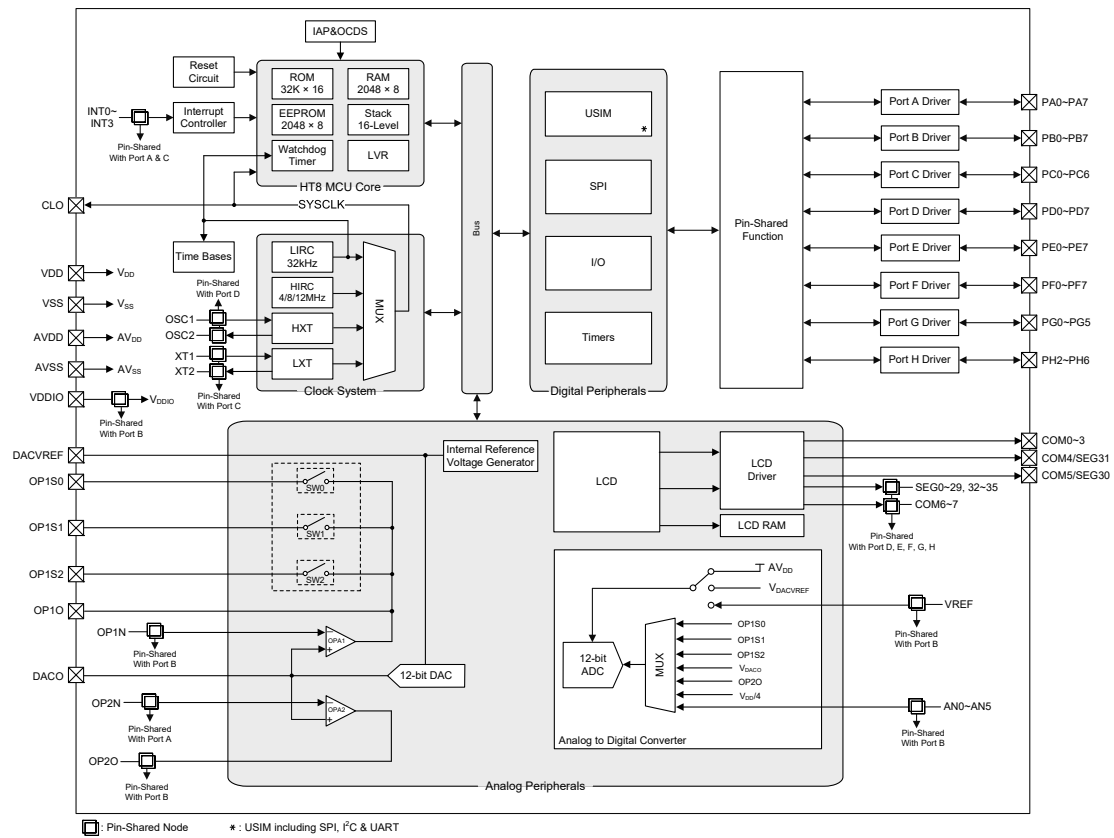 IAP&OCDS
Reset
Circuit
ROM
32K × 16
RAM
2048 × 8
INT0~
INT3
Interrupt
Controller
EEPROM
2048 × 8
Stack
16-Level
Pin-Shared
With Port A & C
Watchdog
Timer
LVR
HT8 MCU Core
CLO
SYSCLK
Time Bases
LIRC
32kHz
HIRC
4/8/12MHz
HXT
LXT
MUX
Clock System
VDD
VDD
VSS
VSS
AVDD
AVDD
AVSS
AVSS
VDDIO
VDDIO
Pin-Shared
With Port B
Pin-Shared
With Port D
OSC1
OSC2
XT1
XT2
Pin-Shared
With Port C
Bus
USIM
*
SPI
I/O
Timers
Digital Peripherals
Pin-Shared
Function
Port A Driver
PA0~PA7
Port B Driver
PB0~PB7
Port C Driver
PC0~PC6
Port D Driver
PD0~PD7
Port E Driver
PE0~PE7
Port F Driver
PF0~PF7
Port G Driver
PG0~PG5
Port H Driver
PH2~PH6
DACVREF
OP1S0
OP1S1
OP1S2
OP1O
OP1N
Pin-Shared
With Port B
DACO
OP2N
Pin-Shared
With Port A
OP2O
Pin-Shared
With Port B
Internal Reference
Voltage Generator
SW0
SW1
SW2
OPA1
OPA2
12-bit DAC
LCD
LCD
Driver
LCD RAM
COM0~3
COM4/SEG31
COM5/SEG30
SEG0~29, 32~35
COM6~7
Pin-Shared
With Port D, E, F, G, H
AVDD
VDACVREF
VREF
Pin-Shared
With Port B
12-bit
ADC
MUX
OP1S0
OP1S1
OP1S2
VDACO
OP2O
VDD/4
AN0~AN5
Pin-Shared
With Port B
Analog to Digital Converter
Analog Peripherals
: Pin-Shared Node
* : USIM including SPI, I²C & UART